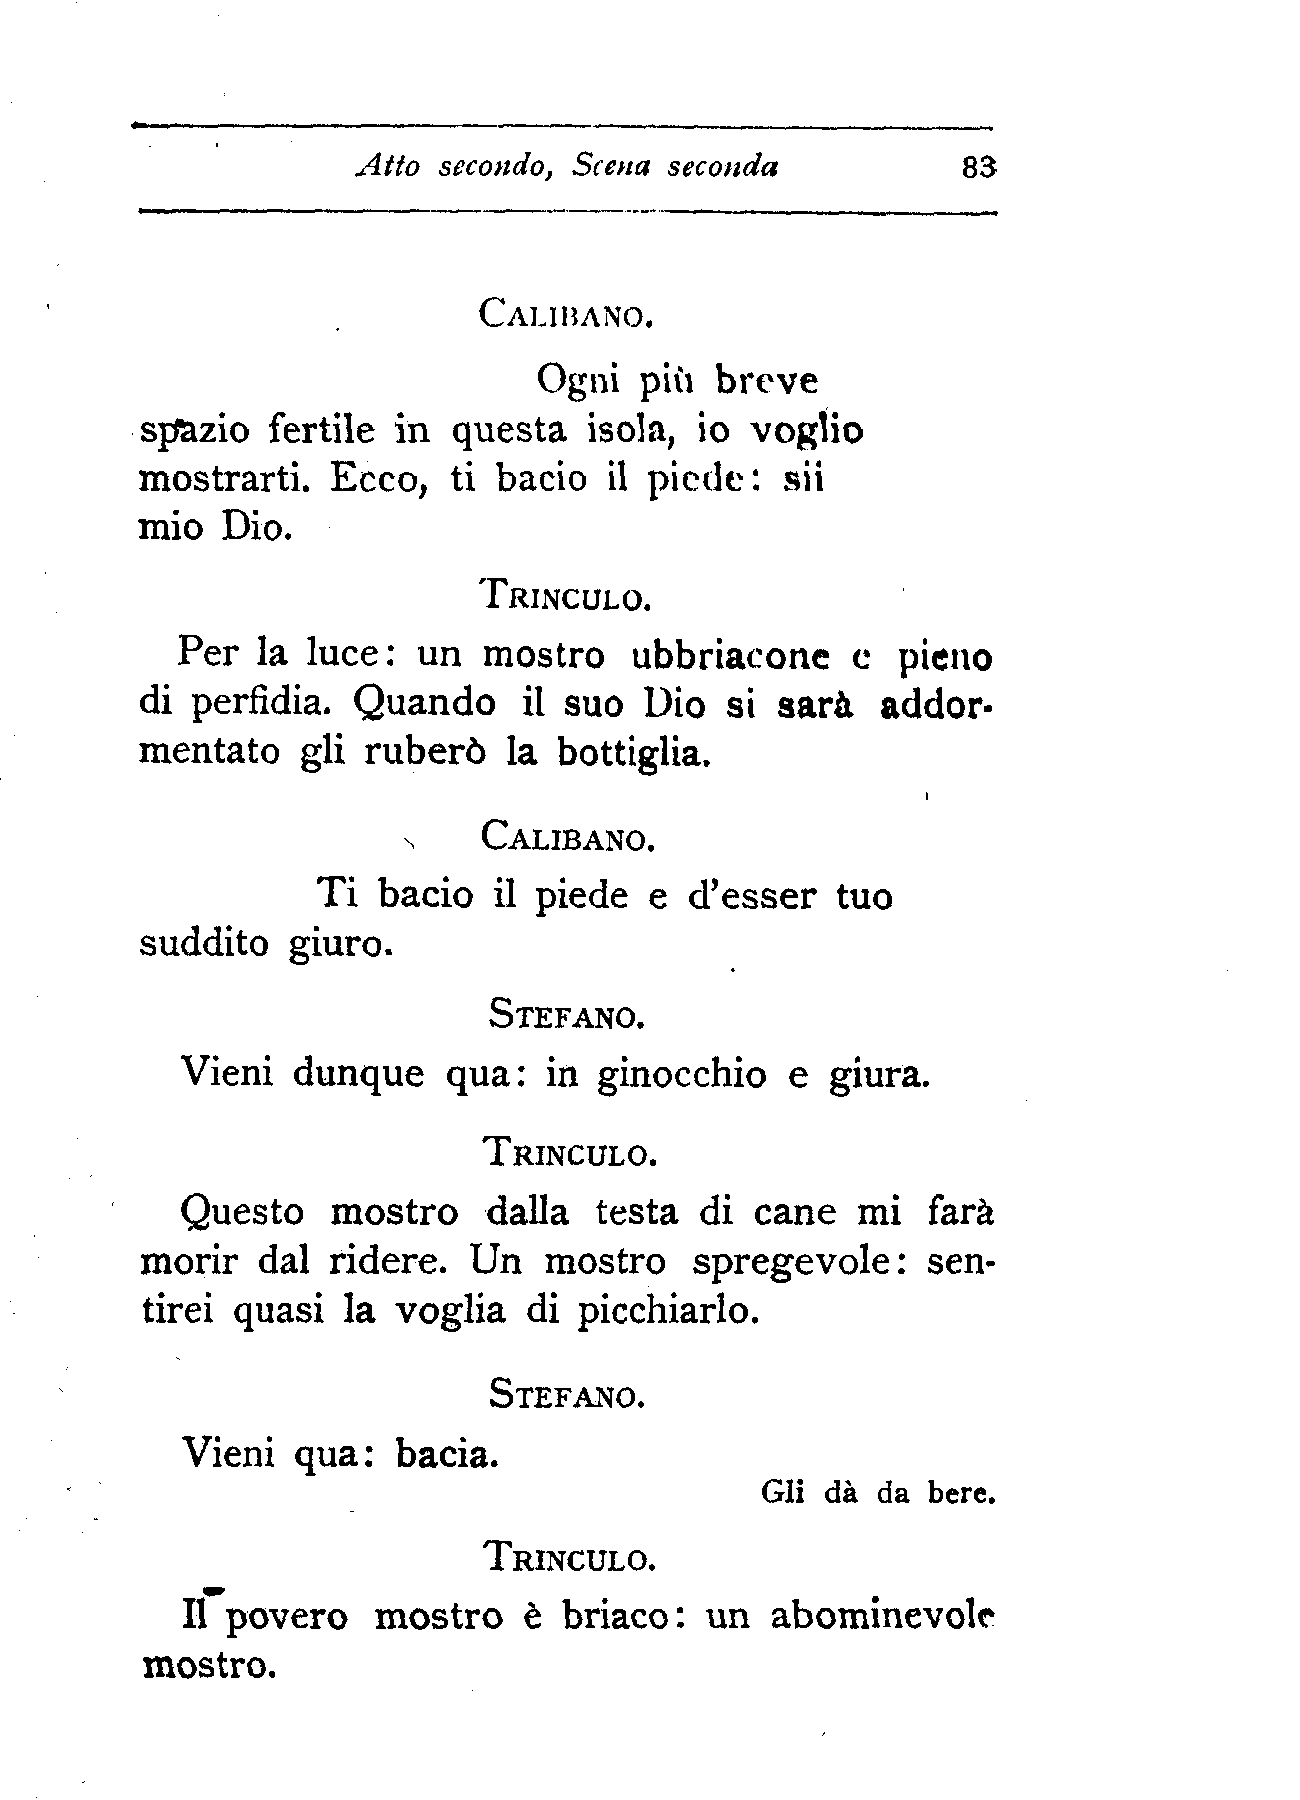 Atto secondo, Scena seconda 83
CALIBANO.
Ogni più breve
spazio fertile in questa isola, io voglio
mostrarti. Ecco, ti bacio il piede: sii
mio Dio.
TRINCULO.
Per la luce: un mostro ubbriacone e pieno
di perfidia. Quando il suo Dio si sarà addor-
mentato gli ruberò la bottiglia.
CALIBANO.
Ti bacio il piede e d'esser tuo
suddito giuro.
STEFANO.
Vieni dunque qua: in ginocchio e giura.
TRINCULO.
Questo mostro dalla testa di cane mi farà
morir dal ridere. Un mostro spregevole: sen-
tirei quasi la voglia di picchiarlo.
STEFANO.
Vieni qua: bacia.
Gli dà da bere.
TRINCULO.
Il povero mostro è briaco: un abominevole
mostro.